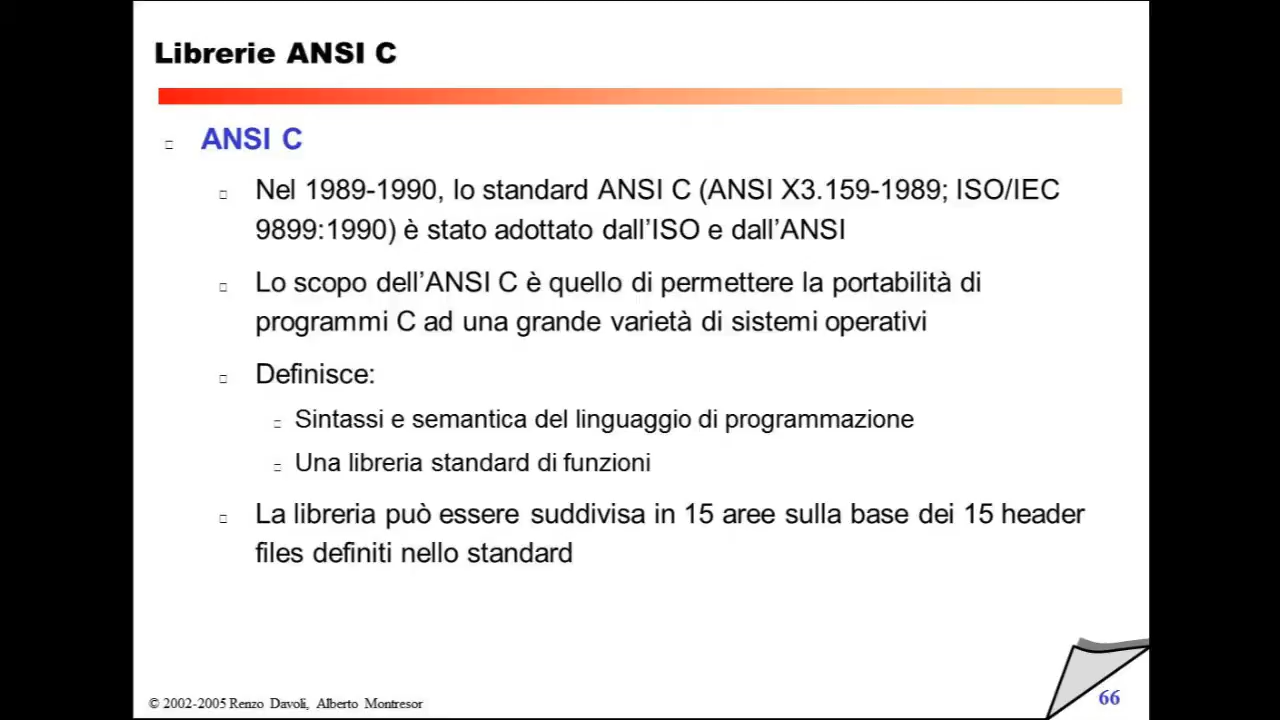 Librerie ANSI C
ANSI C
Nel 1989-1990, lo standard ANSI C (ANSI X3.159-1989; ISO/IEC
9899:1990) è stato adottato dall’ISO e dall’ANSI
Lo scopo dell’ANSI C è quello di permettere la portabilità di
programmi C ad una grande varietà di sistemi operativi
Definisce:
Sintassi e semantica del linguaggio di programmazione
Una libreria standard di funzioni
La libreria può essere suddivisa in 15 aree sulla base dei 15 header
files definiti nello standard
© 2002-2005 Renzo Davoli, Alberto Montresor
66